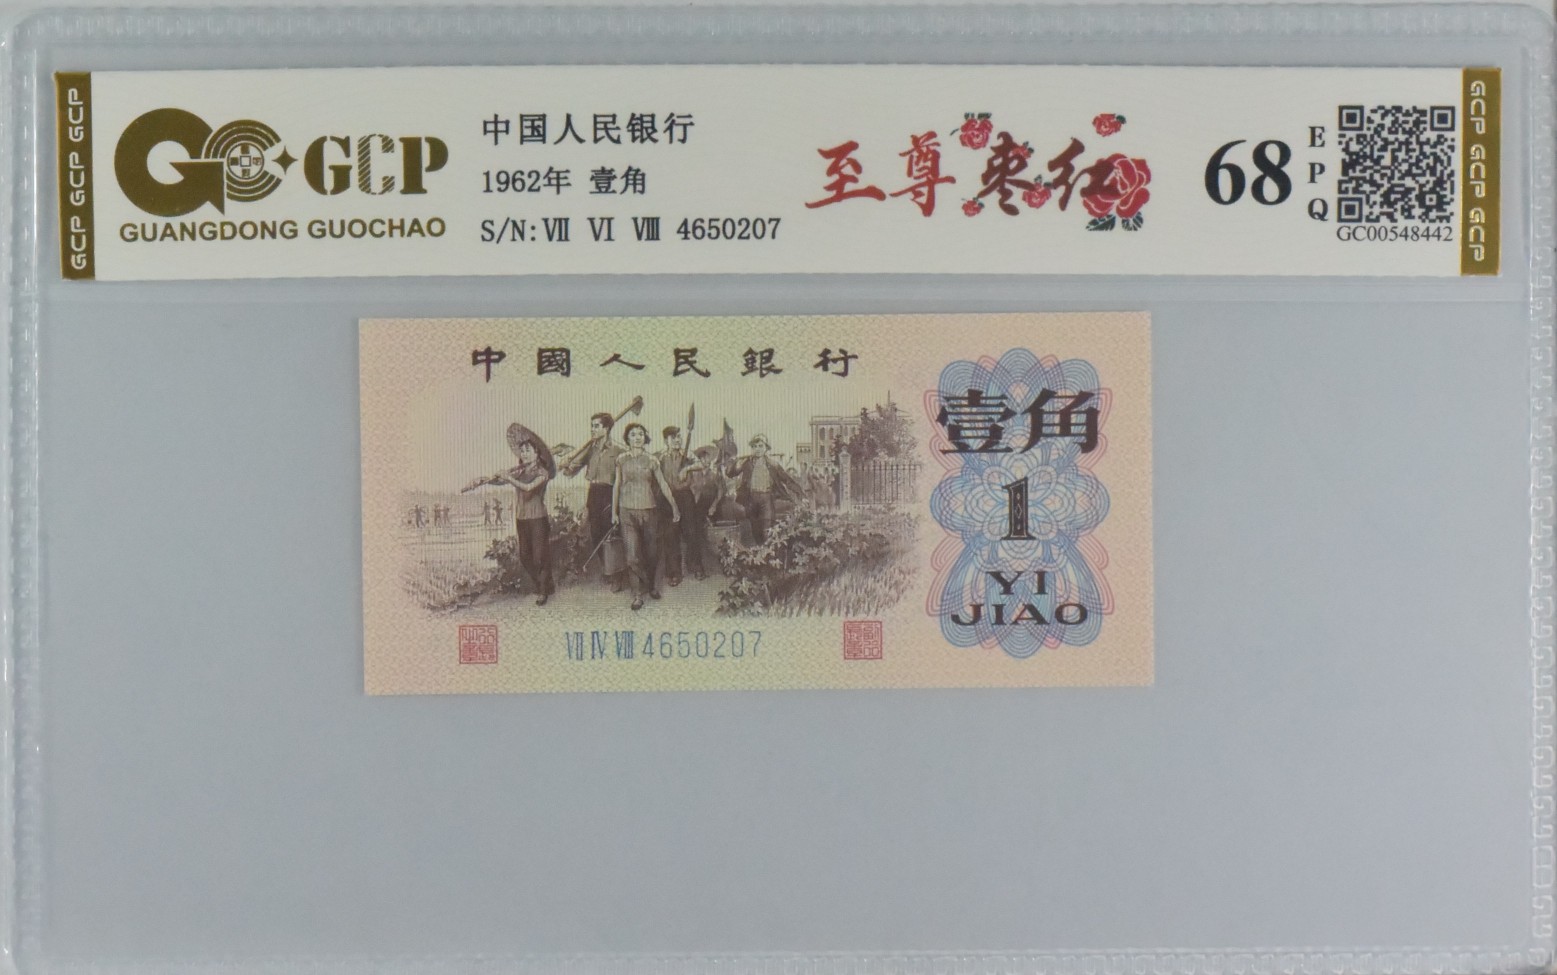 GCP GCP GCP
GCP
GUANGDONG GUOCHAO
中国人民银行
1962年 壹角
S/N: Ⅶ Ⅵ Ⅷ 4650207
至尊枣红
68
EPQ
GC00548442
GCP GCP GCP
中國人民銀行
壹角
1
YI
JIAO
Ⅶ Ⅳ Ⅷ 4650207